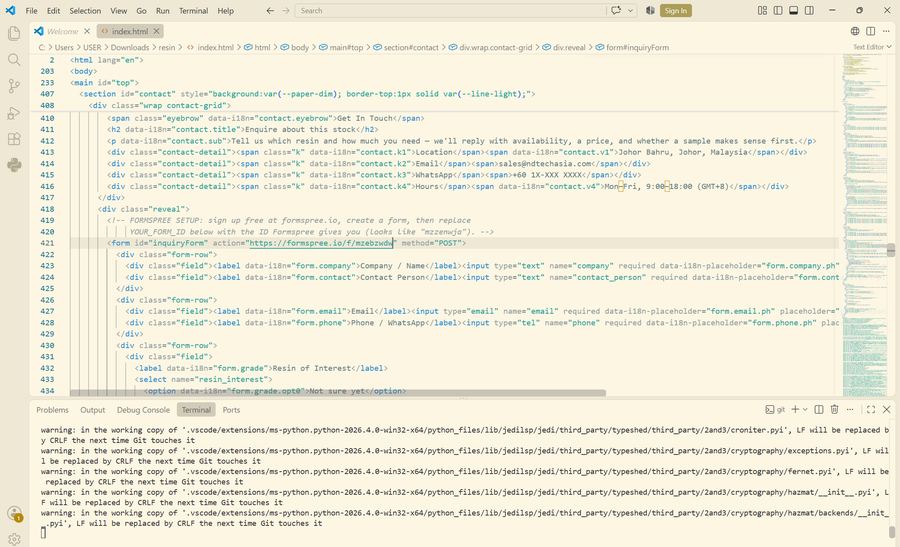 File Edit Selection View Go Run Terminal Help
Search
Sign In
Welcome
index.html
C: > Users > USER > Downloads > resin > index.html > html > body > main#top > section#contact > div.wrap.contact-grid > div.reveal > form#inquiryForm
Text Editor
2 <html lang="en">
203 <body>
233 <main id="top">
407 <section id="contact" style="background:var(--paper-dim); border-top:1px solid var(--line-light);">
408 <div class="wrap contact-grid">
410 <span class="eyebrow" data-i18n="contact.eyebrow">Get In Touch</span>
411 <h2 data-i18n="contact.title">Enquire about this stock</h2>
412 <p data-i18n="contact.sub">Tell us which resin and how much you need — we'll reply with availability, a price, and whether a sample makes sense first.</p>
413 <div class="contact-detail"><span class="k" data-i18n="contact.k1">Location</span><span data-i18n="contact.v1">Johor Bahru, Johor, Malaysia</span></div>
414 <div class="contact-detail"><span class="k" data-i18n="contact.k2">Email</span><span>sales@ndtechasia.com</span></div>
415 <div class="contact-detail"><span class="k" data-i18n="contact.k3">WhatsApp</span><span>+60 1X-XXX XXXX</span></div>
416 <div class="contact-detail"><span class="k" data-i18n="contact.k4">Hours</span><span data-i18n="contact.v4">Mon–Fri, 9:00–18:00 (GMT+8)</span></div>
417 </div>
418 <div class="reveal">
419 <!-- FORMSPREE SETUP: sign up free at formspree.io, create a form, then replace
420 YOUR_FORM_ID below with the ID Formspree gives you (looks like "mzenwja"). -->
421 <form id="inquiryForm" action="https://formspree.io/f/mzebzwdw" method="POST">
422 <div class="form-row">
423 <div class="field"><label data-i18n="form.company">Company / Name</label><input type="text" name="company" required data-i18n-placeholder="form.company.ph"
424 <div class="field"><label data-i18n="form.contact">Contact Person</label><input type="text" name="contact_person" required data-i18n-placeholder="form.cont
425 </div>
426 <div class="form-row">
427 <div class="field"><label data-i18n="form.email">Email</label><input type="email" name="email" required data-i18n-placeholder="form.email.ph" placeholder=
428 <div class="field"><label data-i18n="form.phone">Phone / WhatsApp</label><input type="tel" name="phone" required data-i18n-placeholder="form.phone.ph" plac
429 </div>
430 <div class="form-row">
431 <div class="field">
432 <label data-i18n="form.grade">Resin of Interest</label>
433 <select name="resin_interest">
434 <option data-i18n="form.grade.opt0">Not sure yet</option>
Problems Output Debug Console Terminal Ports
git
warning: in the working copy of '.vscode/extensions/ms-python.python-2026.4.0-win32-x64/python_files/lib/jedilsp/jedi/third_party/typeshed/third_party/2and3/croniter.pyi', LF will be replaced b
y CRLF the next time Git touches it
warning: in the working copy of '.vscode/extensions/ms-python.python-2026.4.0-win32-x64/python_files/lib/jedilsp/jedi/third_party/typeshed/third_party/2and3/cryptography/exceptions.pyi', LF wil
l be replaced by CRLF the next time Git touches it
warning: in the working copy of '.vscode/extensions/ms-python.python-2026.4.0-win32-x64/python_files/lib/jedilsp/jedi/third_party/typeshed/third_party/2and3/cryptography/fernet.pyi', LF will be
replaced by CRLF the next time Git touches it
warning: in the working copy of '.vscode/extensions/ms-python.python-2026.4.0-win32-x64/python_files/lib/jedilsp/jedi/third_party/typeshed/third_party/2and3/cryptography/hazmat/__init__.pyi', L
F will be replaced by CRLF the next time Git touches it
warning: in the working copy of '.vscode/extensions/ms-python.python-2026.4.0-win32-x64/python_files/lib/jedilsp/jedi/third_party/typeshed/third_party/2and3/cryptography/hazmat/backends/__init_
_.pyi', LF will be replaced by CRLF the next time Git touches it